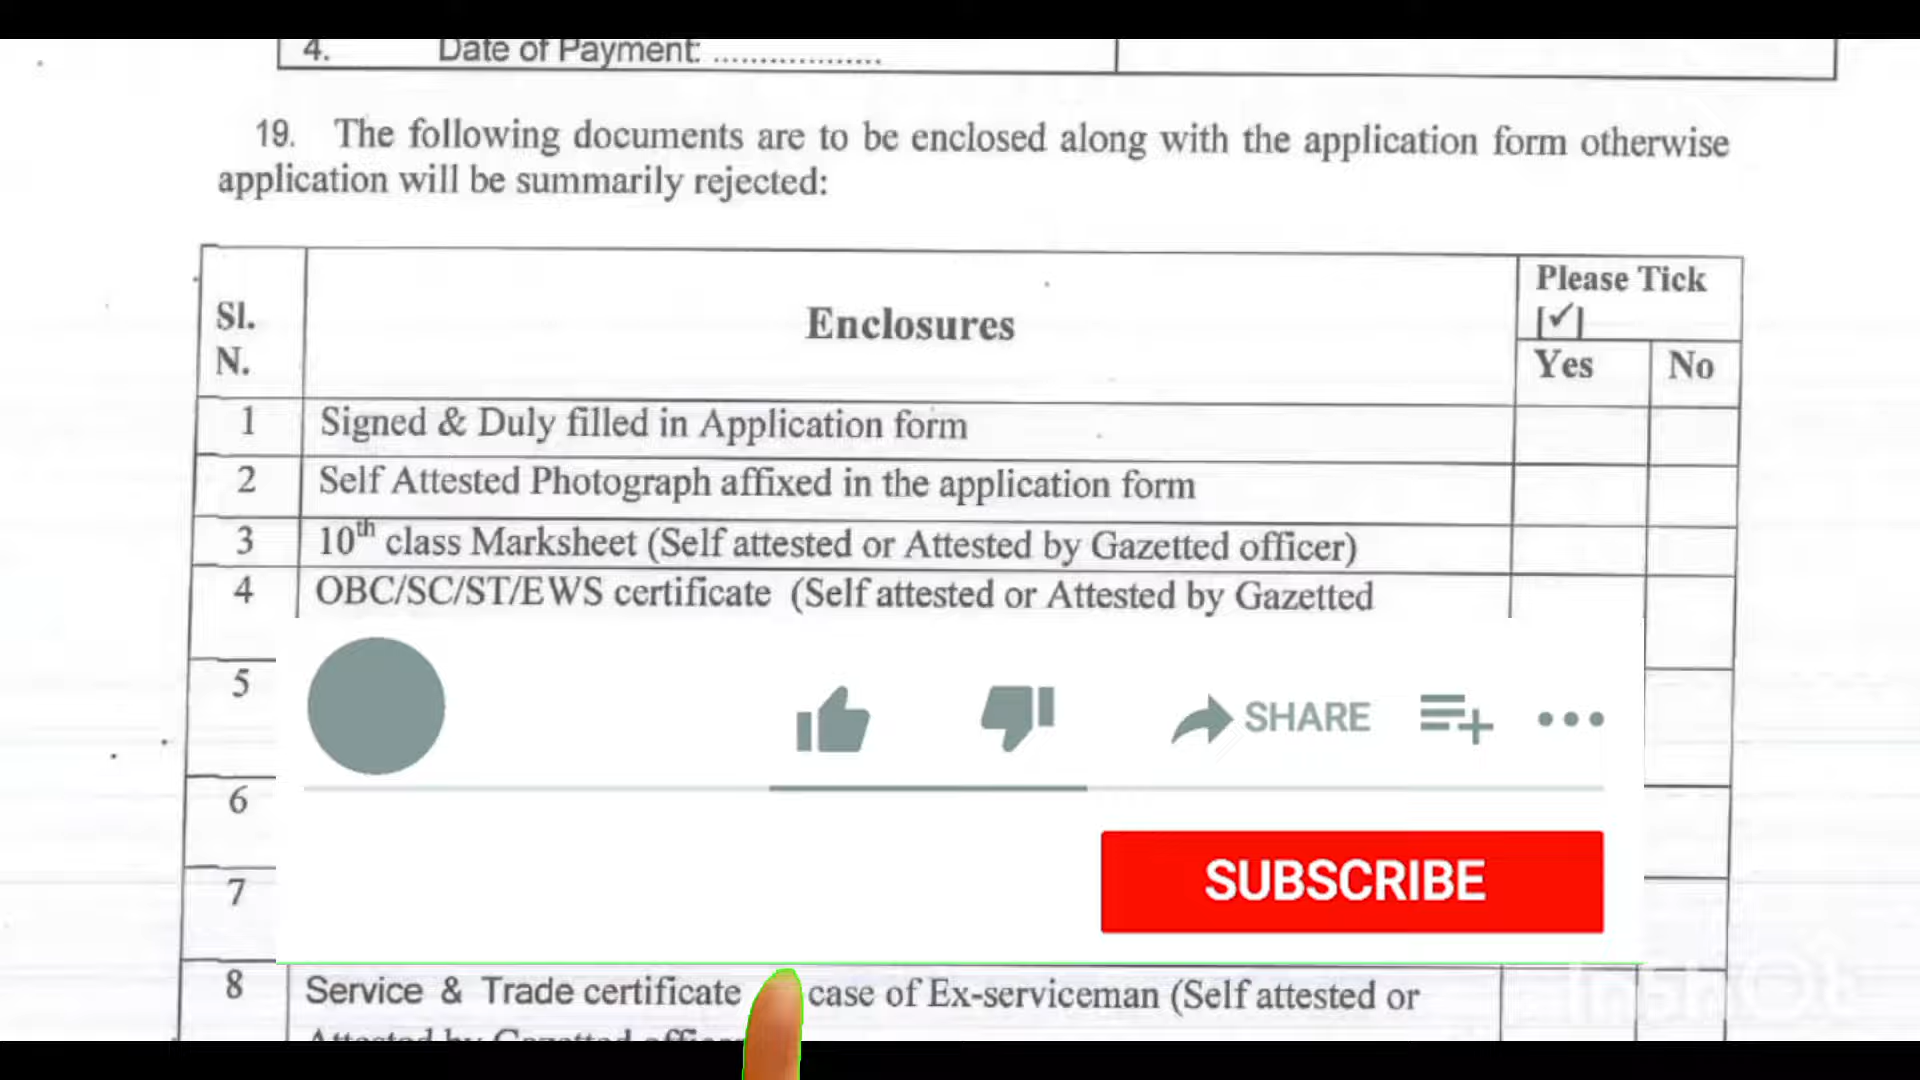 4. Date of Payment: ..................
19. The following documents are to be enclosed along with the application form otherwise
application will be summarily rejected:
Sl.
N.
Enclosures
Please Tick
[✓]
Yes No
1 Signed & Duly filled in Application form
2 Self Attested Photograph affixed in the application form
3 10th class Marksheet (Self attested or Attested by Gazetted officer)
4 OBC/SC/ST/EWS certificate (Self attested or Attested by Gazetted
5
SHARE
6
SUBSCRIBE
7
8 Service & Trade certificate case of Ex-serviceman (Self attested or
Attested by Gazetted
InShOt